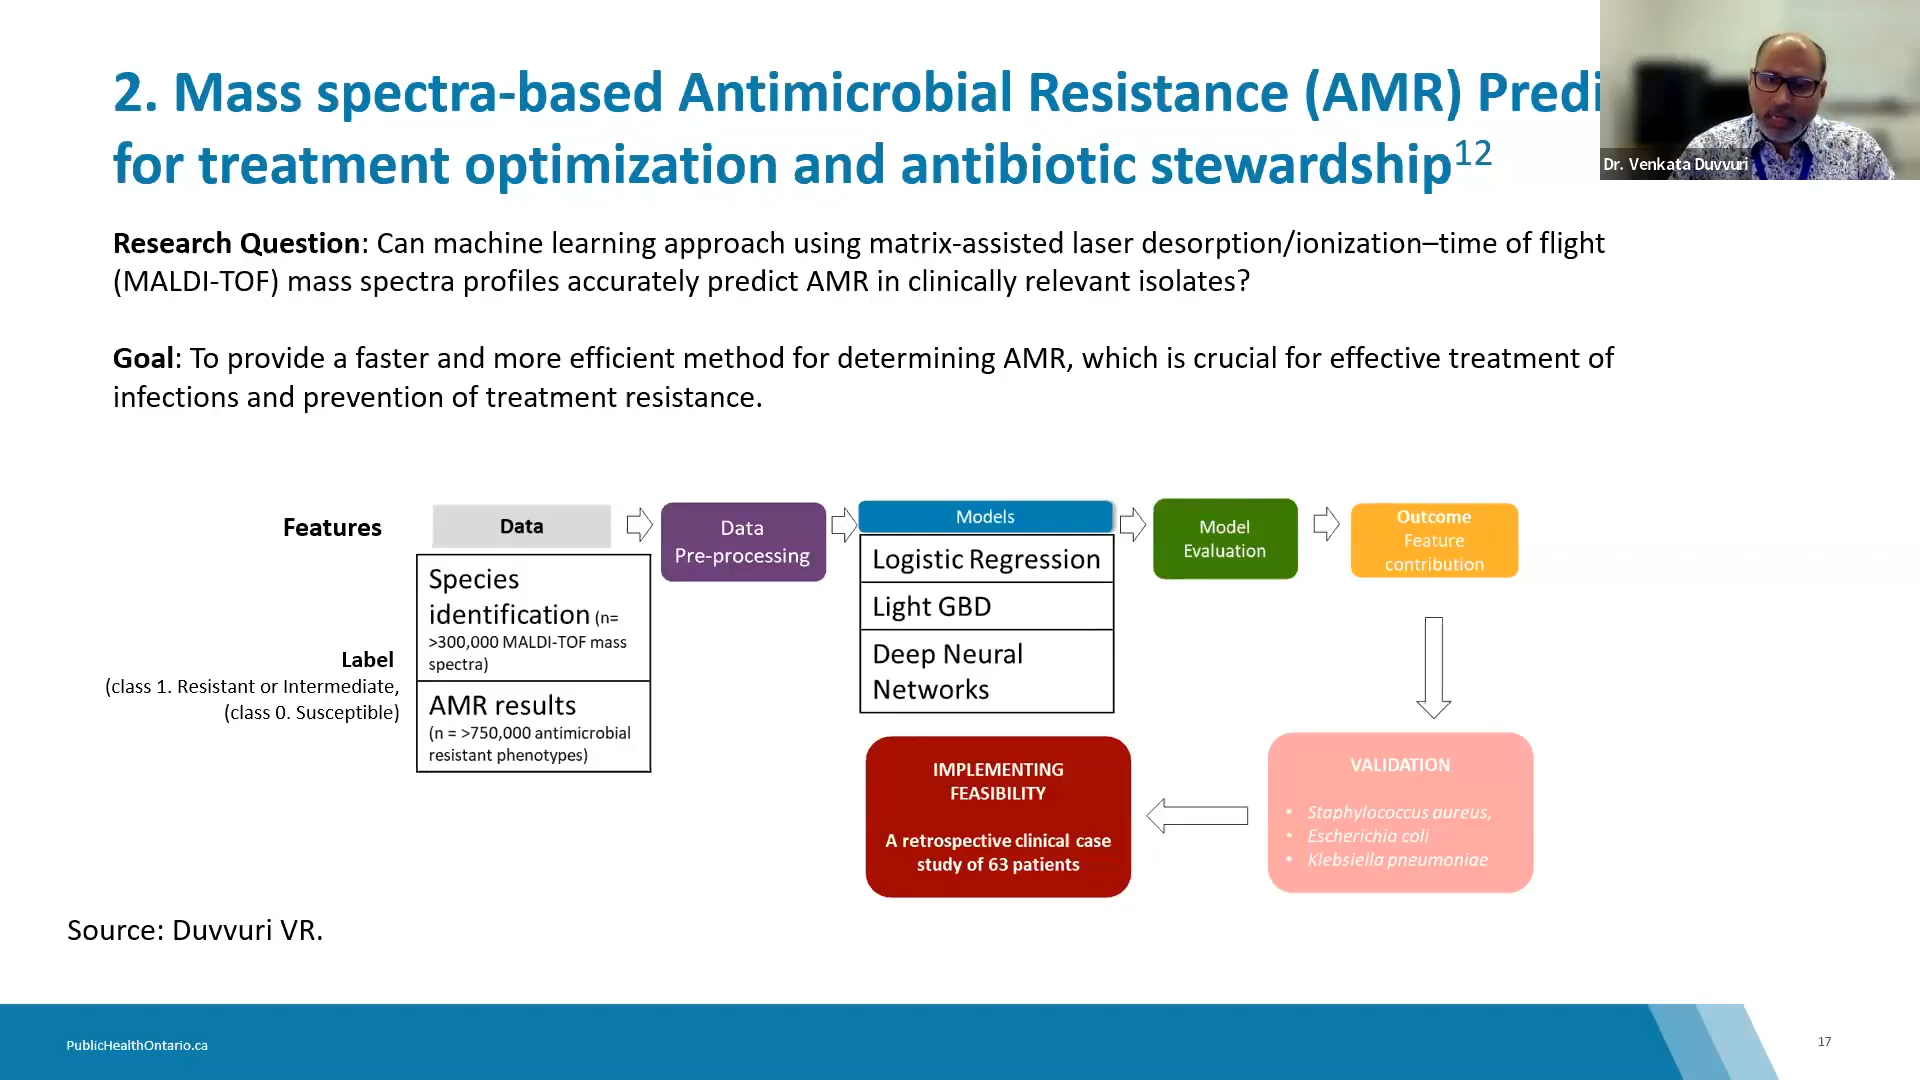 2. Mass spectra-based Antimicrobial Resistance (AMR) Predi
for treatment optimization and antibiotic stewardship12
Dr. Venkata Duvvuri
Research Question: Can machine learning approach using matrix-assisted laser desorption/ionization–time of flight
(MALDI-TOF) mass spectra profiles accurately predict AMR in clinically relevant isolates?
Goal: To provide a faster and more efficient method for determining AMR, which is crucial for effective treatment of
infections and prevention of treatment resistance.
Features
Data
Species
identification (n=
>300,000 MALDI-TOF mass
spectra)
Label
(class 1. Resistant or Intermediate,
(class 0. Susceptible)
AMR results
(n = >750,000 antimicrobial
resistant phenotypes)
Data
Pre-processing
Models
Logistic Regression
Light GBD
Deep Neural
Networks
Model
Evaluation
Outcome
Feature
contribution
VALIDATION
• Staphylococcus aureus,
• Escherichia coli
• Klebsiella pneumoniae
IMPLEMENTING
FEASIBILITY
A retrospective clinical case
study of 63 patients
Source: Duvvuri VR.
PublicHealthOntario.ca
17